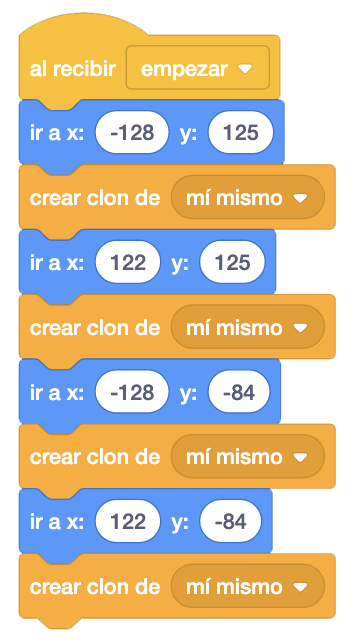 al recibir empezar
ir a x: -128 y: 125
crear clon de mí mismo
ir a x: 122 y: 125
crear clon de mí mismo
ir a x: -128 y: -84
crear clon de mí mismo
ir a x: 122 y: -84
crear clon de mí mismo